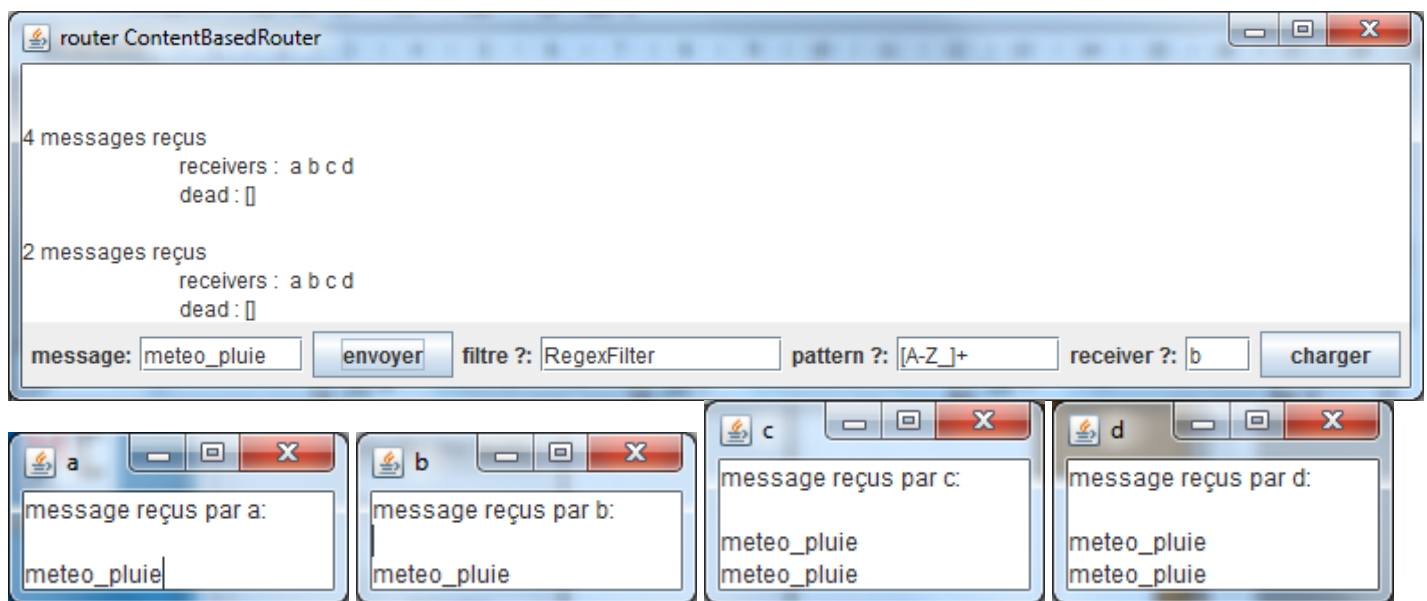 router ContentBasedRouter
4 messages reçus
receivers : a b c d
dead : []
2 messages reçus
receivers : a b c d
dead : []
message: meteo_pluie envoyer filtre ?: RegexFilter pattern ?: [A-Z_]+ receiver ?: b charger
a
message reçus par a:
meteo_pluie
b
message reçus par b:
meteo_pluie
c
message reçus par c:
meteo_pluie
meteo_pluie
d
message reçus par d:
meteo_pluie
meteo_pluie